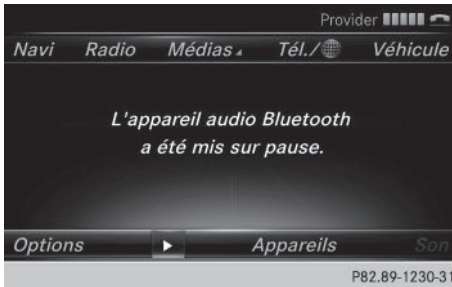 Provider
Navi Radio Médias Tél./ Véhicule
L'appareil audio Bluetooth
a été mis sur pause.
Options Appareils Son
P82.89-1230-31